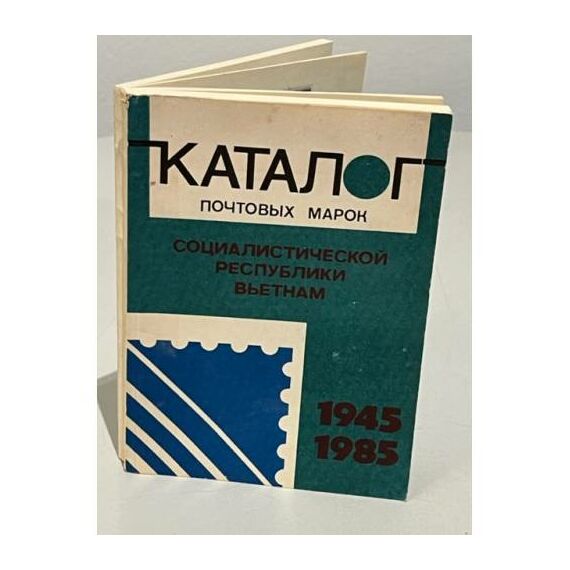 КАТАЛОГ
ПОЧТОВЫХ МАРОК
СОЦИАЛИСТИЧЕСКОЙ
РЕСПУБЛИКИ
ВЬЕТНАМ
1945
1985